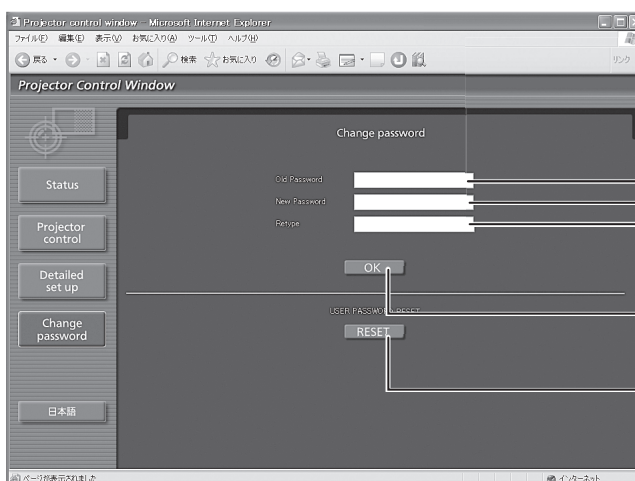 Projector control window - Microsoft Internet Explorer
ファイル(F) 編集(E) 表示(V) お気に入り(A) ツール(T) ヘルプ(H)
戻る 検索 お気に入り リンク
Projector Control Window
Change password
Old Password
New Password
Retype
OK
USER PASSWORD RESET
RESET
Status
Projector
control
Detailed
set up
Change
password
日本語
ページが表示されました インターネット